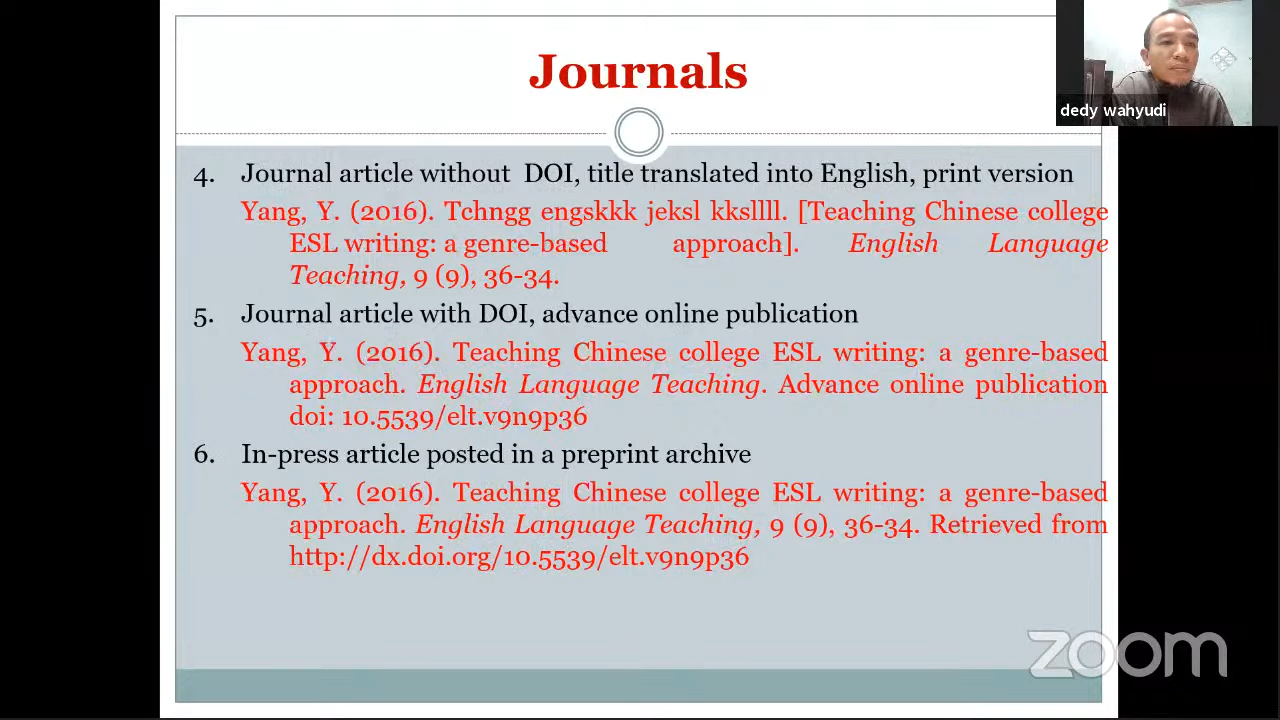 Journals
dedy wahyudi
4. Journal article without DOI, title translated into English, print version
Yang, Y. (2016). Tchngg engskkk jeksl kksllll. [Teaching Chinese college
ESL writing: a genre-based approach]. English Language
Teaching, 9 (9), 36-34.
5. Journal article with DOI, advance online publication
Yang, Y. (2016). Teaching Chinese college ESL writing: a genre-based
approach. English Language Teaching. Advance online publication
doi: 10.5539/elt.v9n9p36
6. In-press article posted in a preprint archive
Yang, Y. (2016). Teaching Chinese college ESL writing: a genre-based
approach. English Language Teaching, 9 (9), 36-34. Retrieved from
http://dx.doi.org/10.5539/elt.v9n9p36
zoom